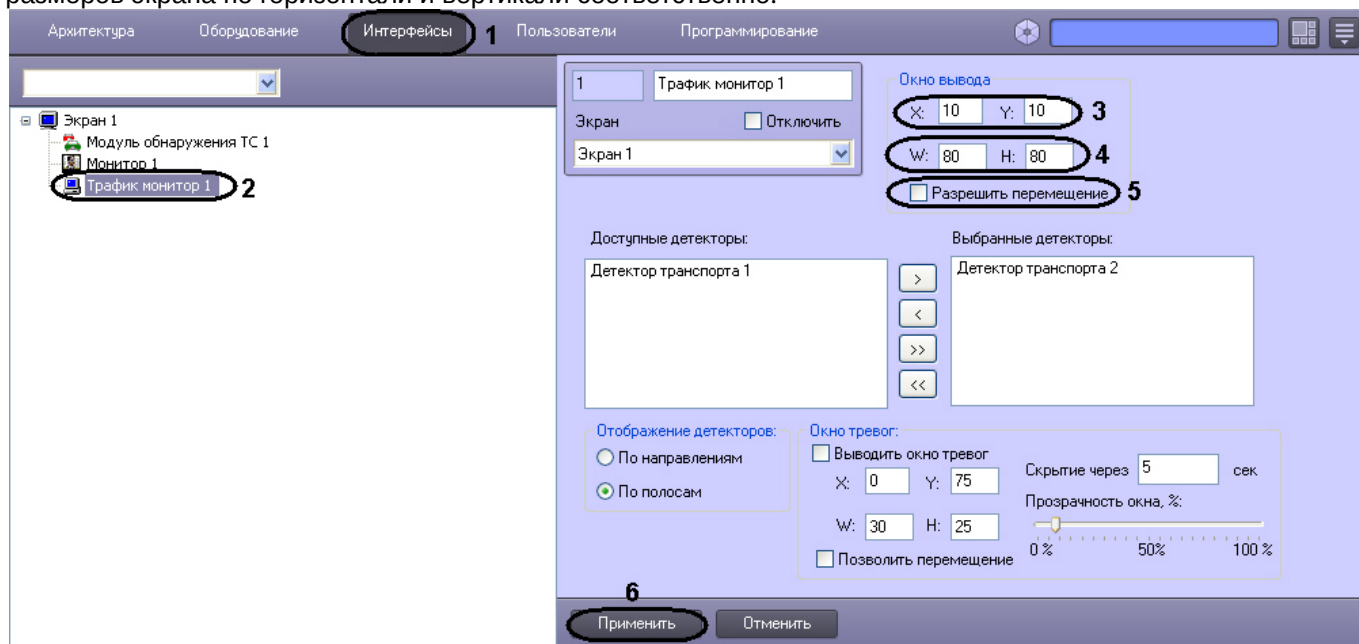 размеров экрана по горизонтали и вертикали соответственно.
Архитектура Оборудование Интерфейсы 1 Пользователи Программирование
Экран 1
Модуль обнаружения ТС 1
Монитор 1
Трафик монитор 1 2
1 Трафик монитор 1
Экран Отключить
Экран 1
Окно вывода
X: 10 Y: 10 3
W: 80 H: 80 4
Разрешить перемещение 5
Доступные детекторы: Выбранные детекторы:
Детектор транспорта 1 > Детектор транспорта 2
<
>>
<<
Отображение детекторов:
По направлениям
По полосам
Окно тревог:
Выводить окно тревог
X: 0 Y: 75
W: 30 H: 25
Позволить перемещение
Скрытие через 5 сек
Прозрачность окна, %:
0 % 50% 100 %
6
Применить Отменить